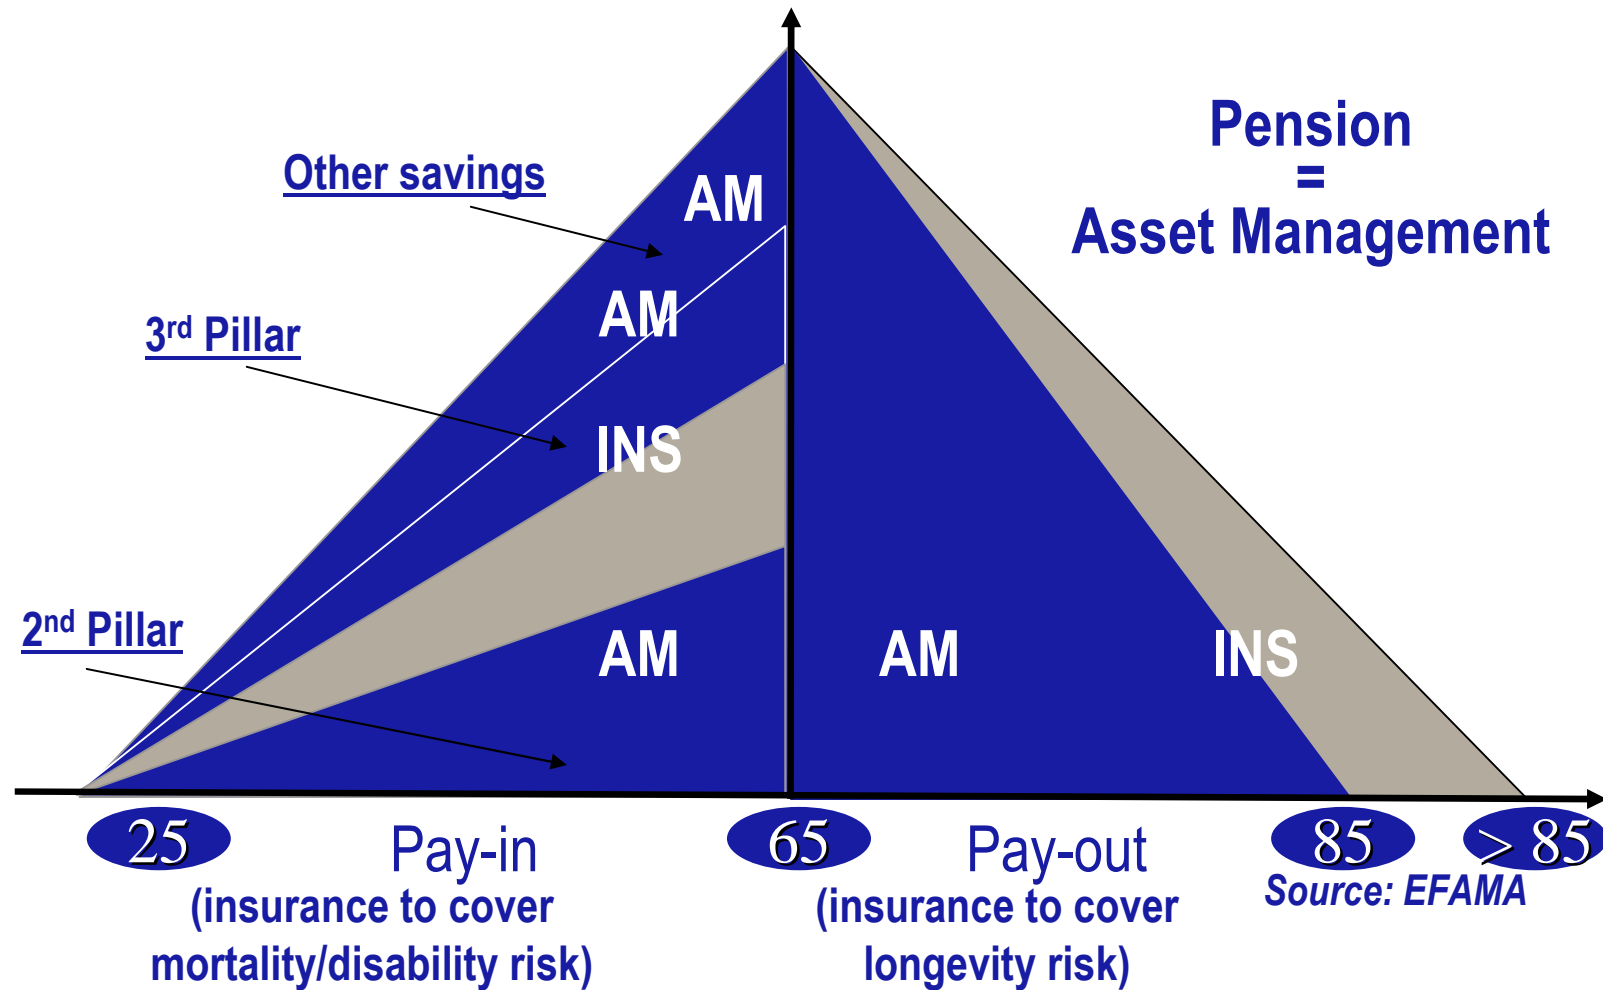 Pension
=
Asset Management
Other savings
AM
AM
3rd Pillar
INS
2nd Pillar
AM
AM
INS
25
65
85
> 85
Pay-in
(insurance to cover
mortality/disability risk)
Pay-out
(insurance to cover
longevity risk)
Source: EFAMA